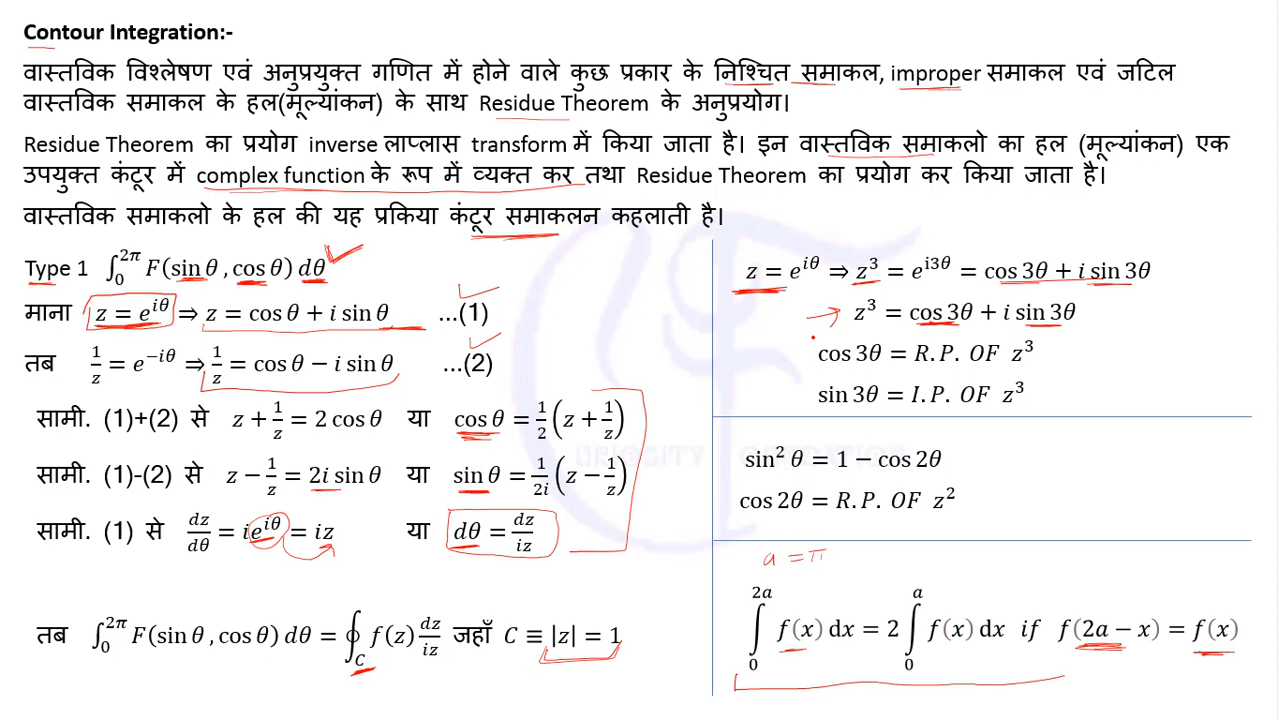 Contour Integration:-
वास्तविक विश्लेषण एवं अनुप्रयुक्त गणित में होने वाले कुछ प्रकार के निश्चित समाकल, improper समाकल एवं जटिल
वास्तविक समाकल के हल(मूल्यांकन) के साथ Residue Theorem के अनुप्रयोग।
Residue Theorem का प्रयोग inverse लाप्लास transform में किया जाता है। इन वास्तविक समाकलो का हल (मूल्यांकन) एक
उपयुक्त कंटूर में complex function के रूप में व्यक्त कर तथा Residue Theorem का प्रयोग कर किया जाता है।
वास्तविक समाकलो के हल की यह प्रकिया कंटूर समाकलन कहलाती है।
Type 1 ∫₀^{2π} F(sin θ , cos θ) dθ
माना z = e^{iθ} ⇒ z = cos θ + i sin θ ...(1)
तब 1/z = e^{−iθ} ⇒ 1/z = cos θ − i sin θ ...(2)
सामी. (1)+(2) से z + 1/z = 2 cos θ या cos θ = 1/2 (z + 1/z)
सामी. (1)-(2) से z − 1/z = 2i sin θ या sin θ = 1/2i (z − 1/z)
सामी. (1) से dz/dθ = ie^{iθ} = iz या dθ = dz/iz
तब ∫₀^{2π} F(sin θ , cos θ) dθ = ∮_C f(z) dz/iz जहाँ C ≡ |z| = 1
z = e^{iθ} ⇒ z³ = e^{i3θ} = cos 3θ + i sin 3θ
z³ = cos 3θ + i sin 3θ
cos 3θ = R.P. OF z³
sin 3θ = I.P. OF z³
sin² θ = 1 − cos 2θ
cos 2θ = R.P. OF z²
a = π
∫₀^{2a} f(x) dx = 2 ∫₀^{a} f(x) dx if f(2a − x) = f(x)